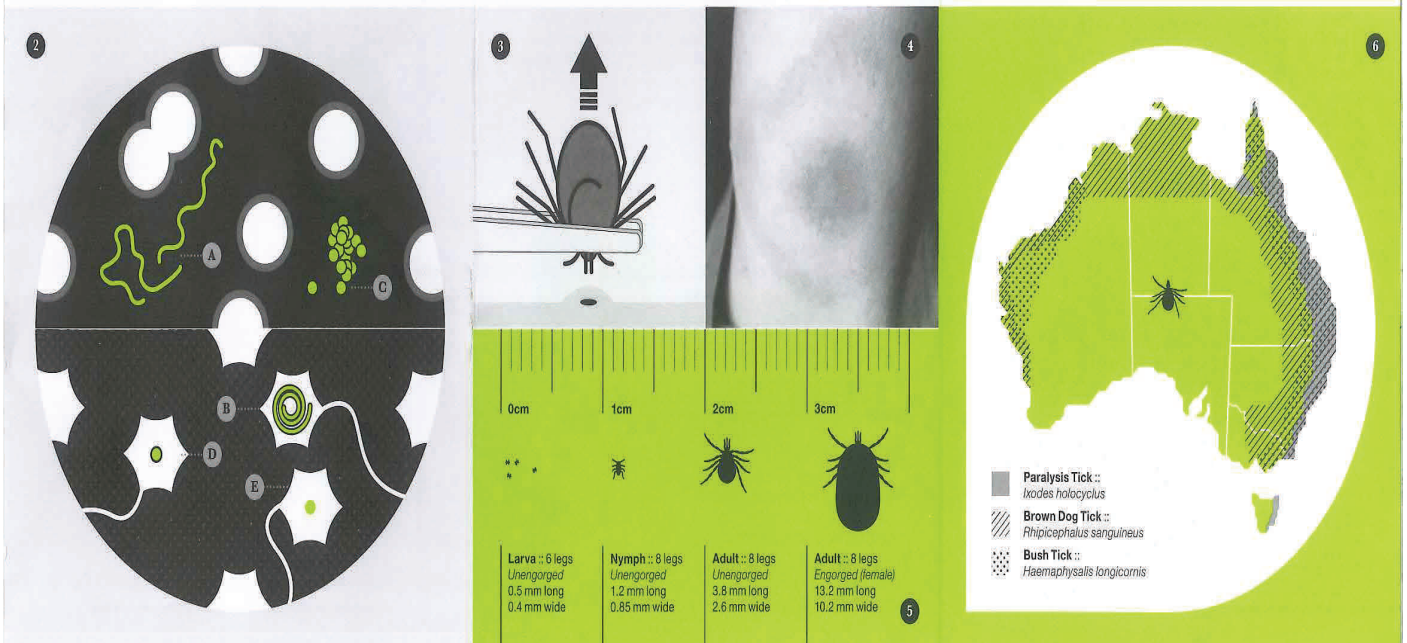 2
A
C
B
D
E
3
4
0cm
1cm
2cm
3cm
Larva :: 6 legs
Unengorged
0.5 mm long
0.4 mm wide
Nymph :: 8 legs
Unengorged
1.2 mm long
0.85 mm wide
Adult :: 8 legs
Unengorged
3.8 mm long
2.6 mm wide
Adult :: 8 legs
Engorged (female)
13.2 mm long
10.2 mm wide
5
6
Paralysis Tick ::
Ixodes holocyclus
Brown Dog Tick ::
Rhipicephalus sanguineus
Bush Tick ::
Haemaphysalis longicornis